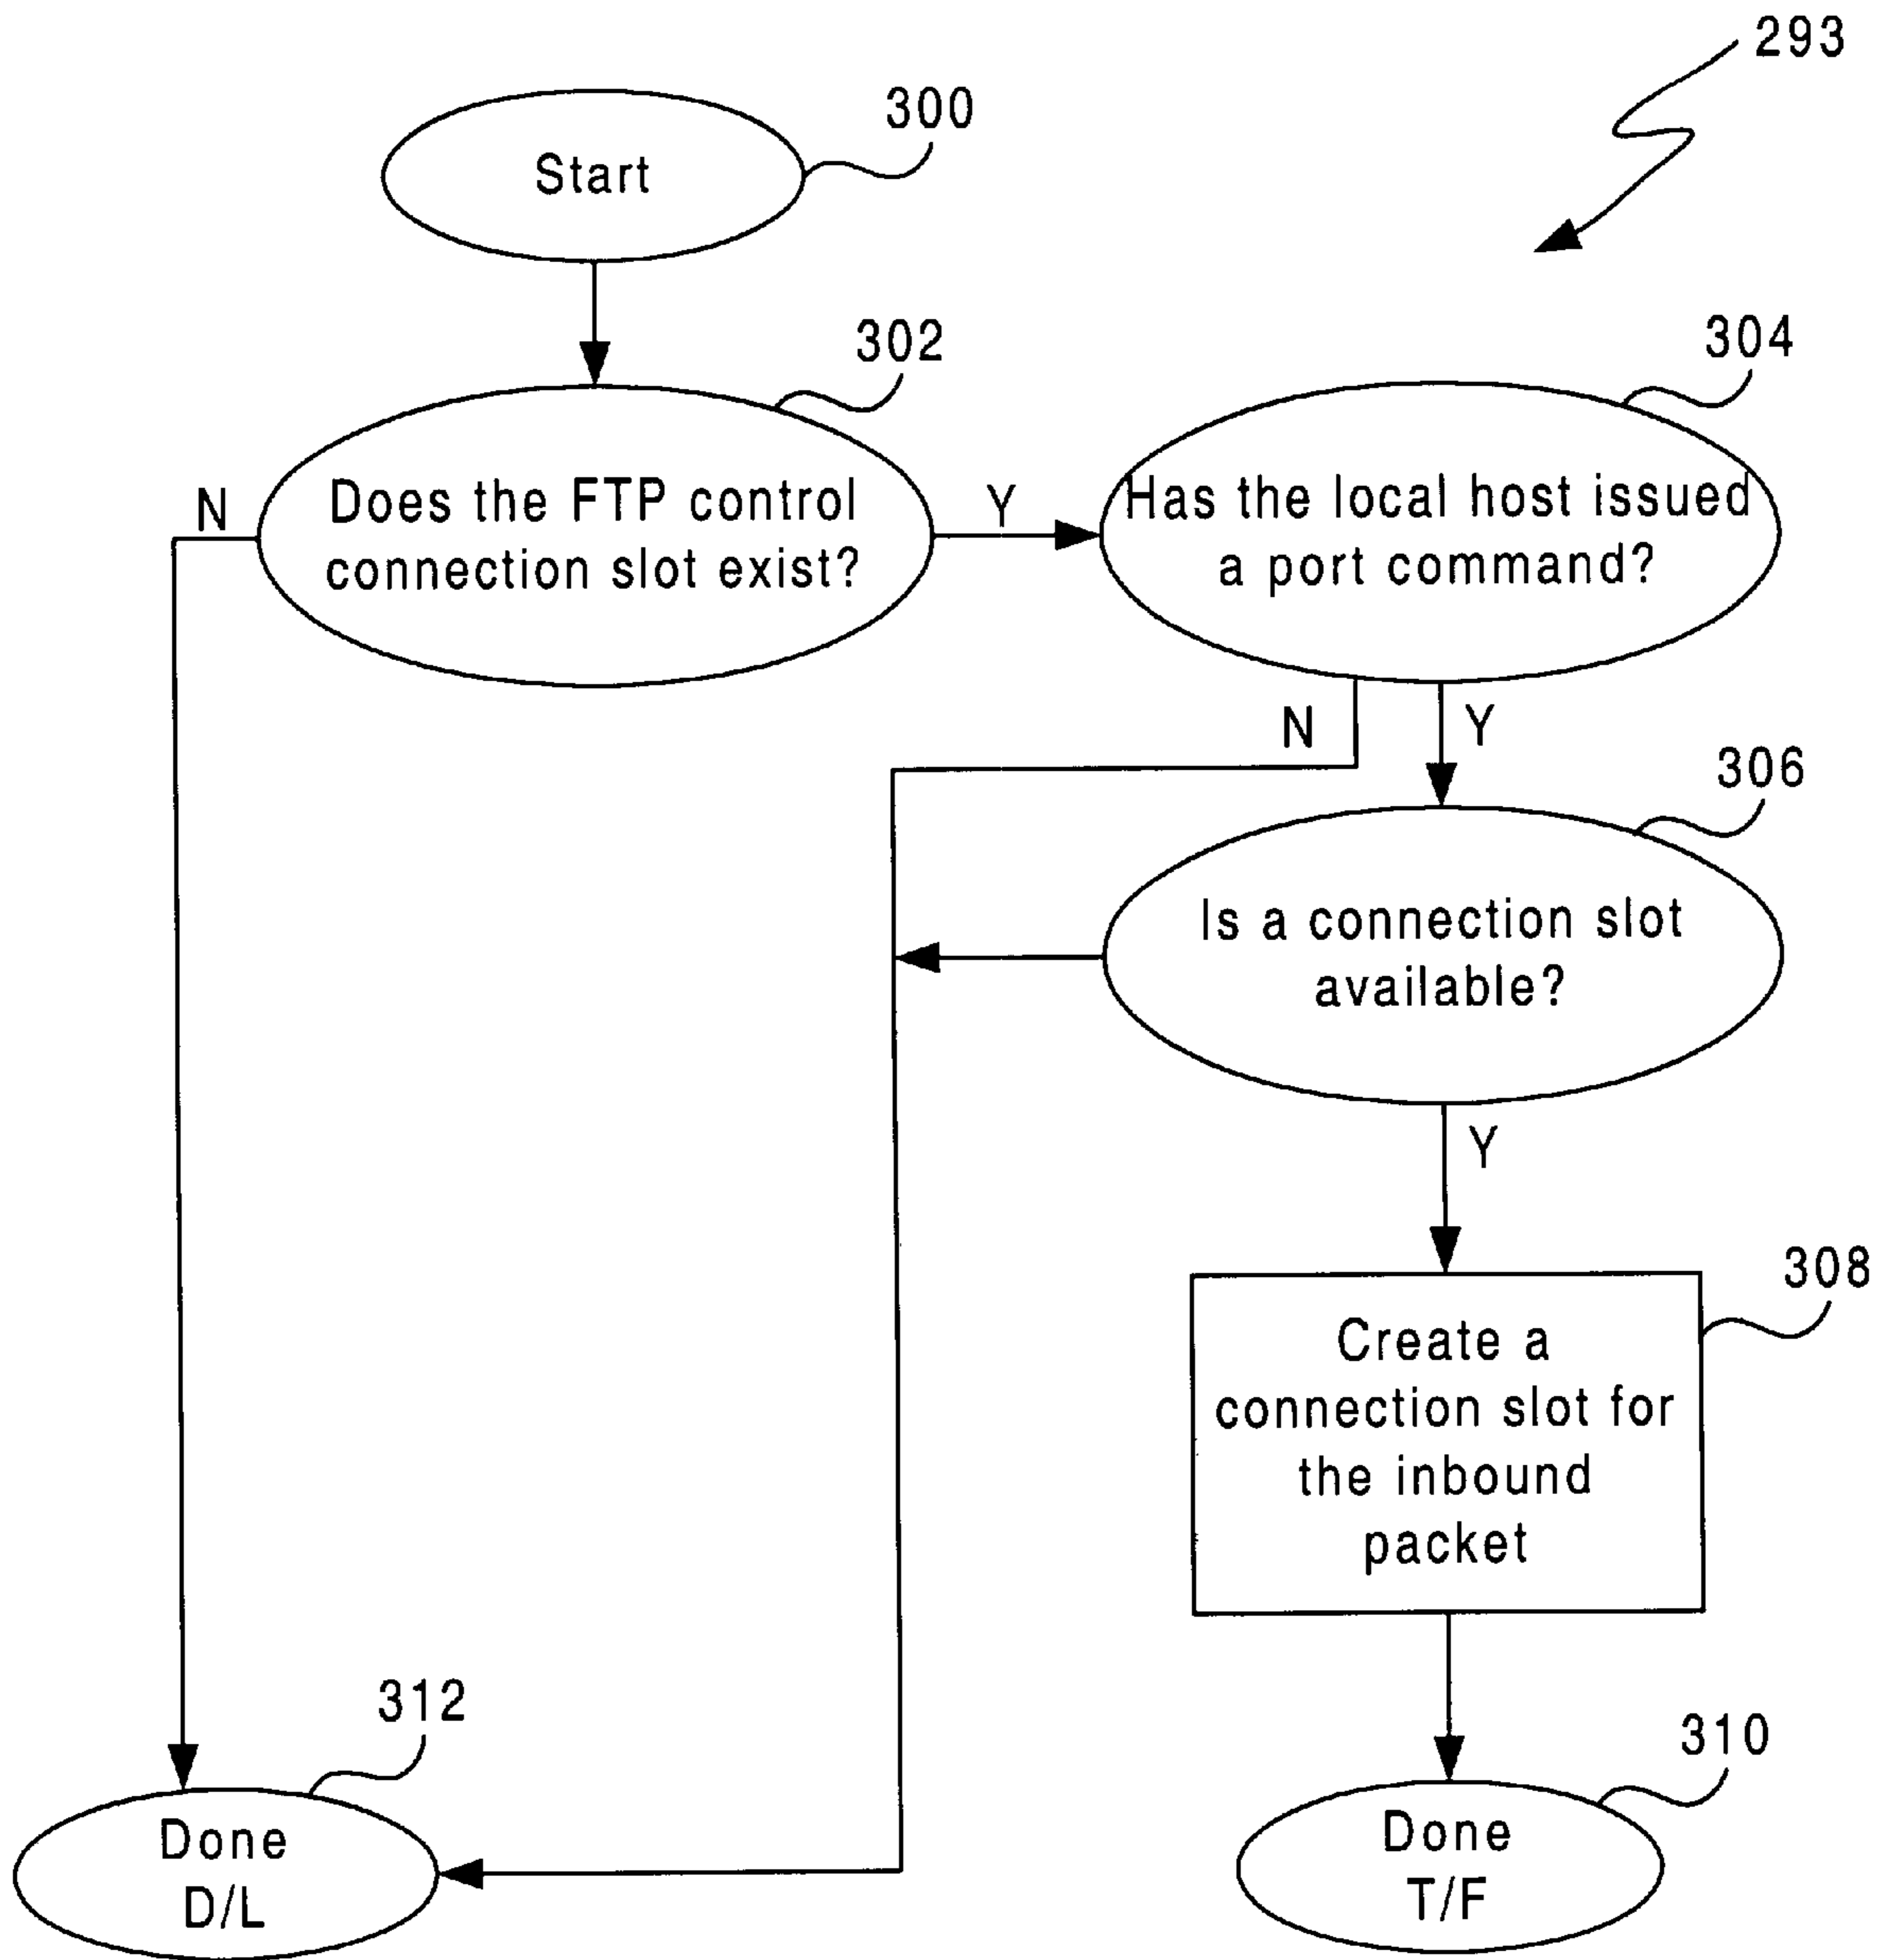 293
300
Start
302
304
N
Does the FTP control
connection slot exist?
Y
Has the local host issued
a port command?
N
Y
306
Is a connection slot
available?
Y
308
Create a
connection slot for
the inbound
packet
312
310
Done
D/L
Done
T/F